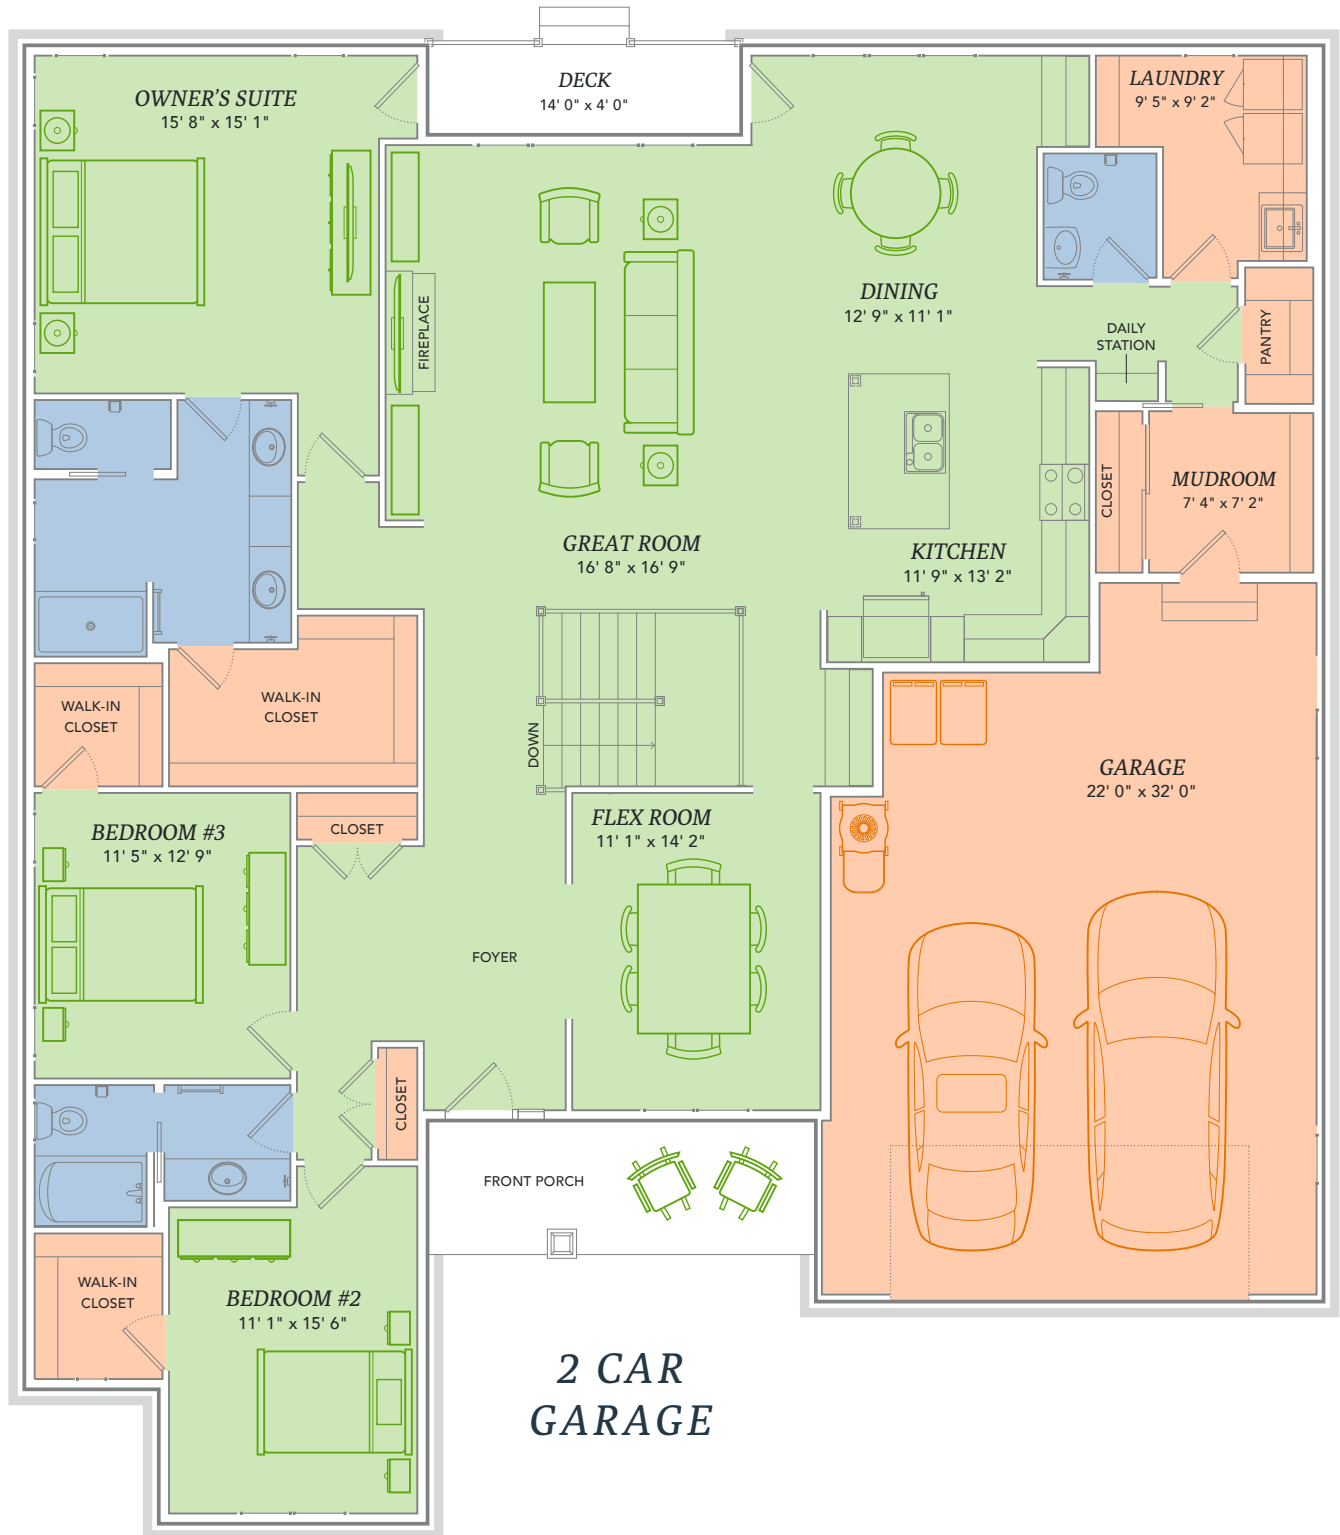 DECK
14' 0" x 4' 0"
OWNER'S SUITE
15' 8" x 15' 1"
LAUNDRY
9' 5" x 9' 2"
FIREPLACE
DINING
12' 9" x 11' 1"
DAILY
STATION
PANTRY
CLOSET
MUDROOM
7' 4" x 7' 2"
GREAT ROOM
16' 8" x 16' 9"
KITCHEN
11' 9" x 13' 2"
WALK-IN
CLOSET
WALK-IN
CLOSET
DOWN
GARAGE
22' 0" x 32' 0"
BEDROOM #3
11' 5" x 12' 9"
CLOSET
FLEX ROOM
11' 1" x 14' 2"
FOYER
CLOSET
FRONT PORCH
WALK-IN
CLOSET
BEDROOM #2
11' 1" x 15' 6"
2 CAR
GARAGE